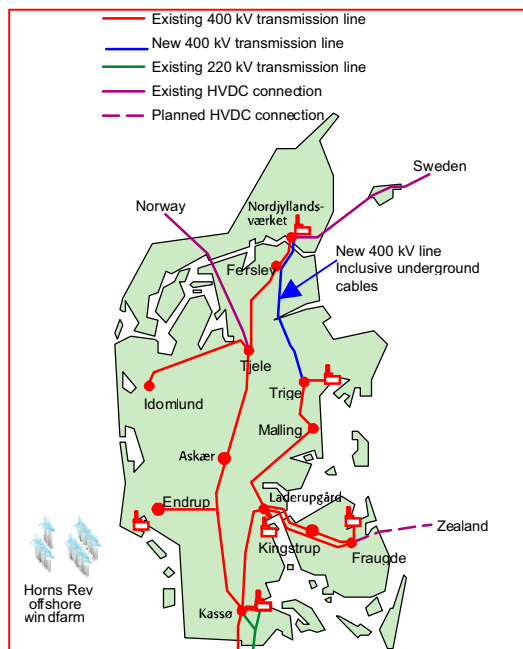 Existing 400 kV transmission line
New 400 kV transmission line
Existing 220 kV transmission line
Existing HVDC connection
Planned HVDC connection
Sweden
Norway
Nordjyllands-
værket
Ferslev
New 400 kV line
Inclusive underground
cables
Tjele
Idomlund
Trige
Malling
Askær
Endrup
Laderupgård
Kingstrup
Fraugde
Zealand
Horns Rev
offshore
windfarm
Kassø